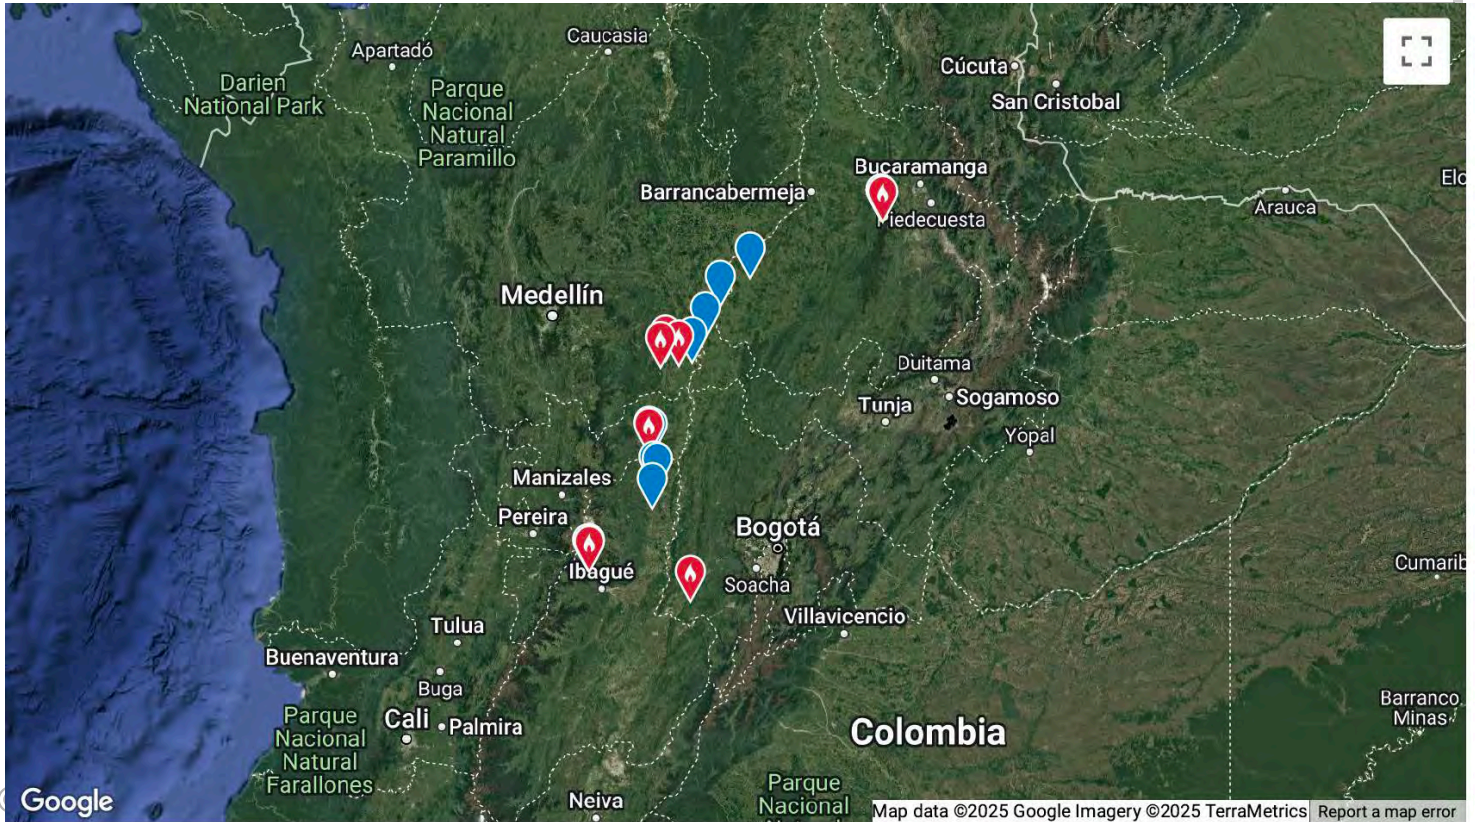 Caucasia
Apartadó
Cúcuta
Darien
National Park
Parque
Nacional
Natural
Paramillo
San Cristobal
Bucaramanga
Barrancabermeja
Arauca
Medellín
Duitama
Tunja
Sogamoso
Yopal
Manizales
Pereira
Bogotá
Ibagué
Soacha
Cumarib
Villavicencio
Tulua
Buenaventura
Buga
Cali
Palmira
Parque
Nacional
Natural
Farallones
Colombia
Barranco
Minas
Parque
Nacional
Neiva
Google
Map data ©2025 Google Imagery ©2025 TerraMetrics
Report a map error